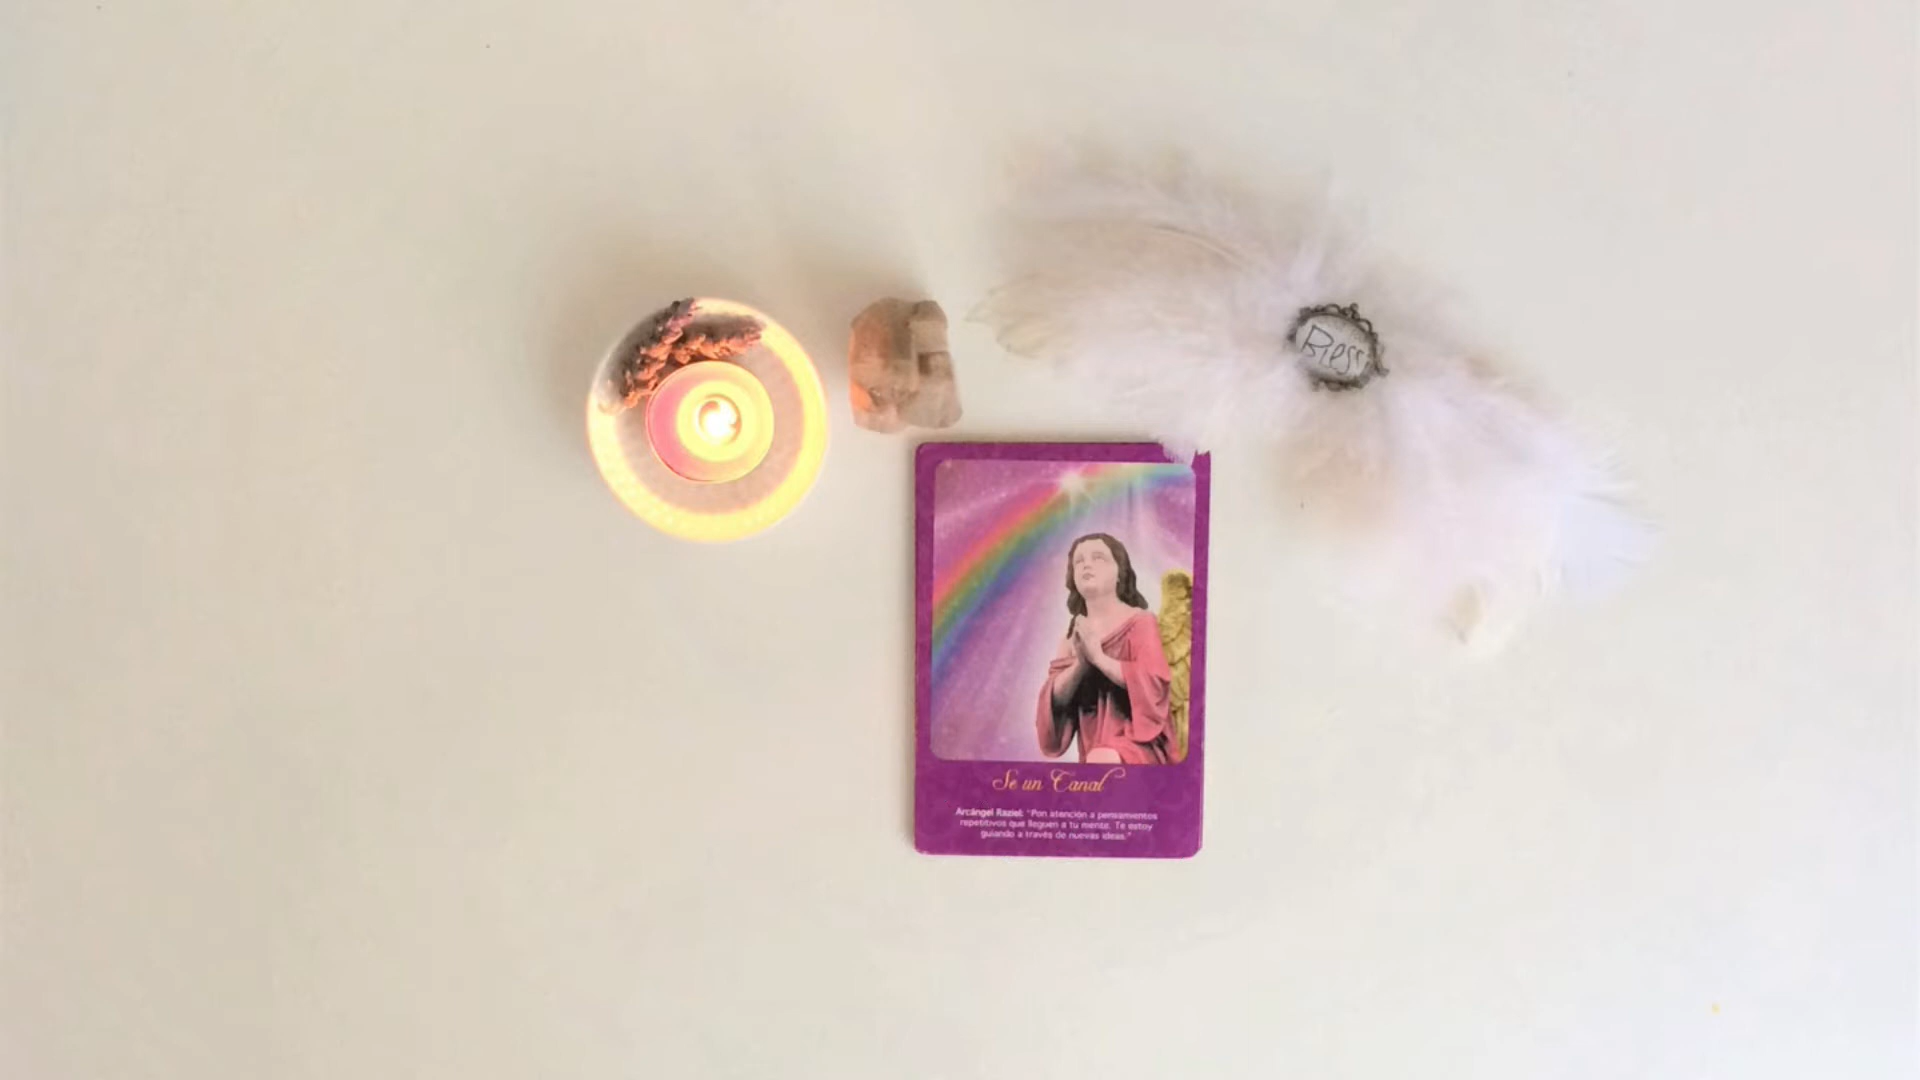 Bless
Se un Canal
Arcángel Raziel: "Pon atención a pensamientos
repetitivos que lleguen a tu mente. Te estoy
guiando a través de nuevas ideas."